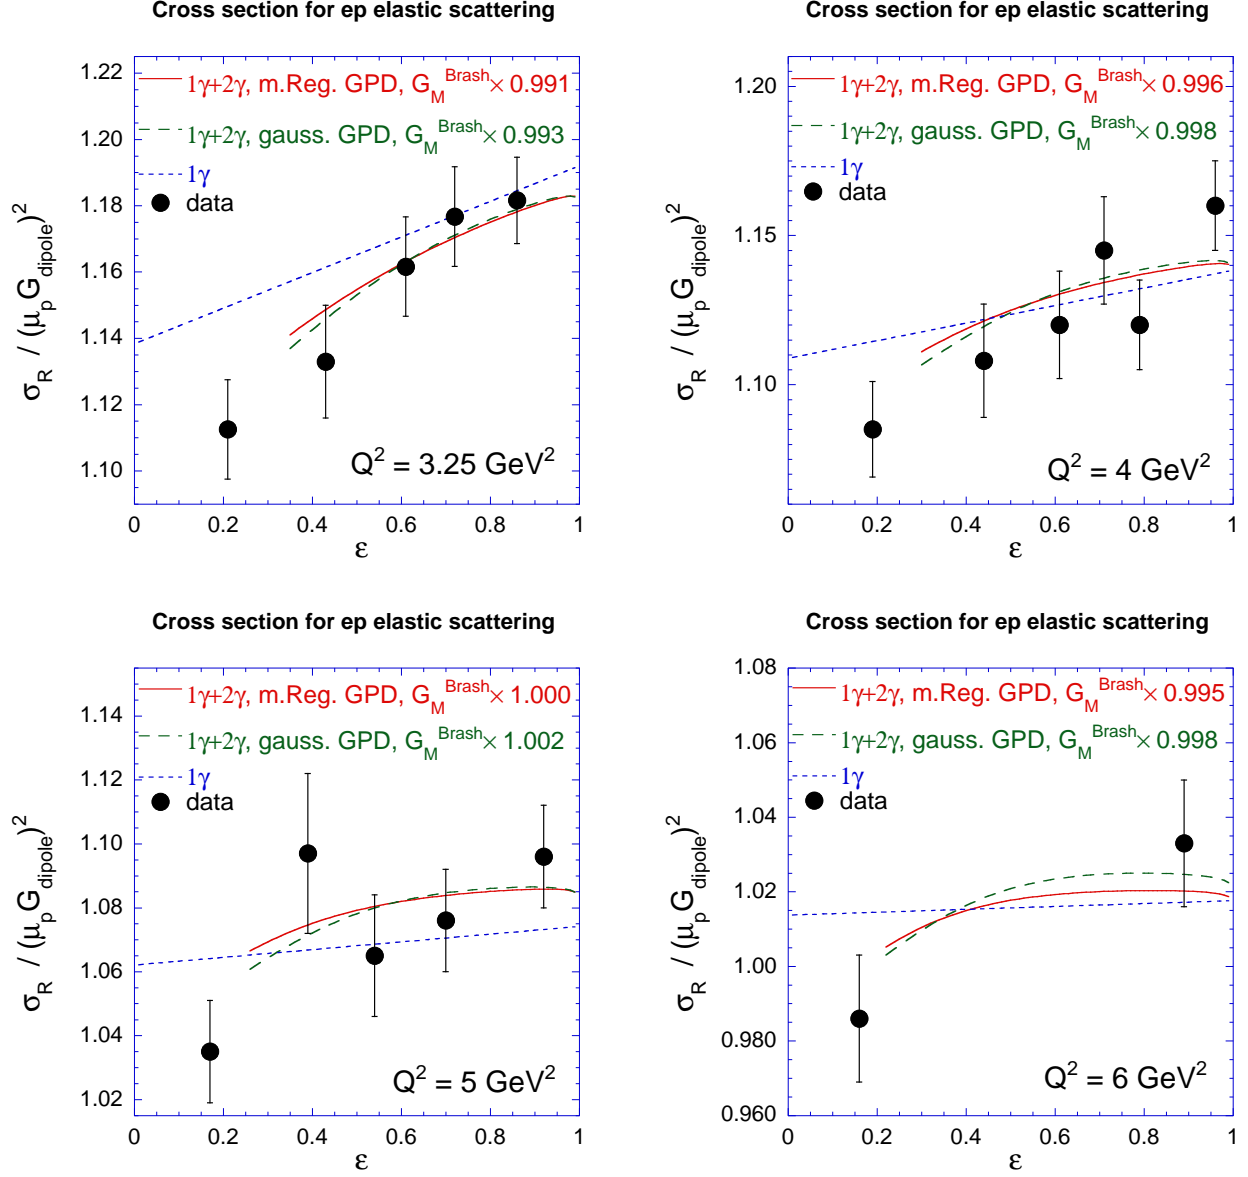 Cross section for ep elastic scattering
1γ+2γ, m.Reg. GPD, G_M^Brash × 0.991
1γ+2γ, gauss. GPD, G_M^Brash × 0.993
1γ
data
σ_R / (μ_p G_dipole)^2
1.22
1.20
1.18
1.16
1.14
1.12
1.10
Q^2 = 3.25 GeV^2
0 0.2 0.4 0.6 0.8 1
ε
Cross section for ep elastic scattering
1γ+2γ, m.Reg. GPD, G_M^Brash × 0.996
1γ+2γ, gauss. GPD, G_M^Brash × 0.998
1γ
data
σ_R / (μ_p G_dipole)^2
1.20
1.15
1.10
Q^2 = 4 GeV^2
0 0.2 0.4 0.6 0.8 1
ε
Cross section for ep elastic scattering
1γ+2γ, m.Reg. GPD, G_M^Brash × 1.000
1γ+2γ, gauss. GPD, G_M^Brash × 1.002
1γ
data
σ_R / (μ_p G_dipole)^2
1.14
1.12
1.10
1.08
1.06
1.04
1.02
Q^2 = 5 GeV^2
0 0.2 0.4 0.6 0.8 1
ε
Cross section for ep elastic scattering
1γ+2γ, m.Reg. GPD, G_M^Brash × 0.995
1γ+2γ, gauss. GPD, G_M^Brash × 0.998
1γ
data
σ_R / (μ_p G_dipole)^2
1.08
1.06
1.04
1.02
1.00
0.980
0.960
Q^2 = 6 GeV^2
0 0.2 0.4 0.6 0.8 1
ε